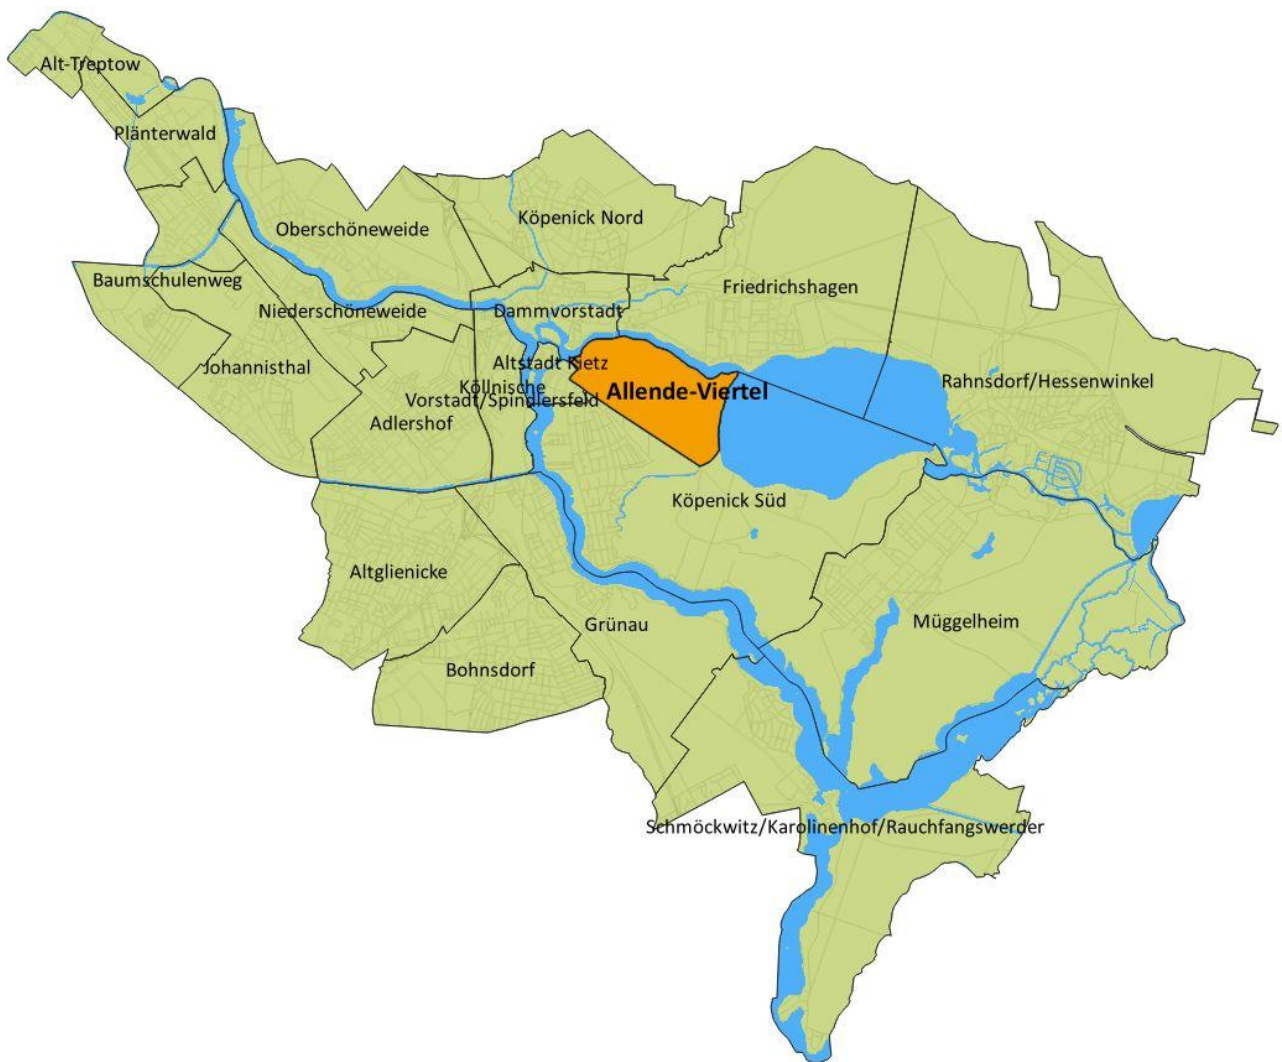 Alt-Treptow
Plänterwald
Oberschöneweide
Köpenick Nord
Baumschulenweg
Friedrichshagen
Niederschöneweide
Dammvorstadt
Johannisthal
Altstadt Kietz
Rahnsdorf/Hessenwinkel
Köllnische
Vorstadt/Spindlersfeld
Allende-Viertel
Adlershof
Köpenick Süd
Altglienicke
Grünau
Müggelheim
Bohnsdorf
Schmöckwitz/Karolinenhof/Rauchfangswerder